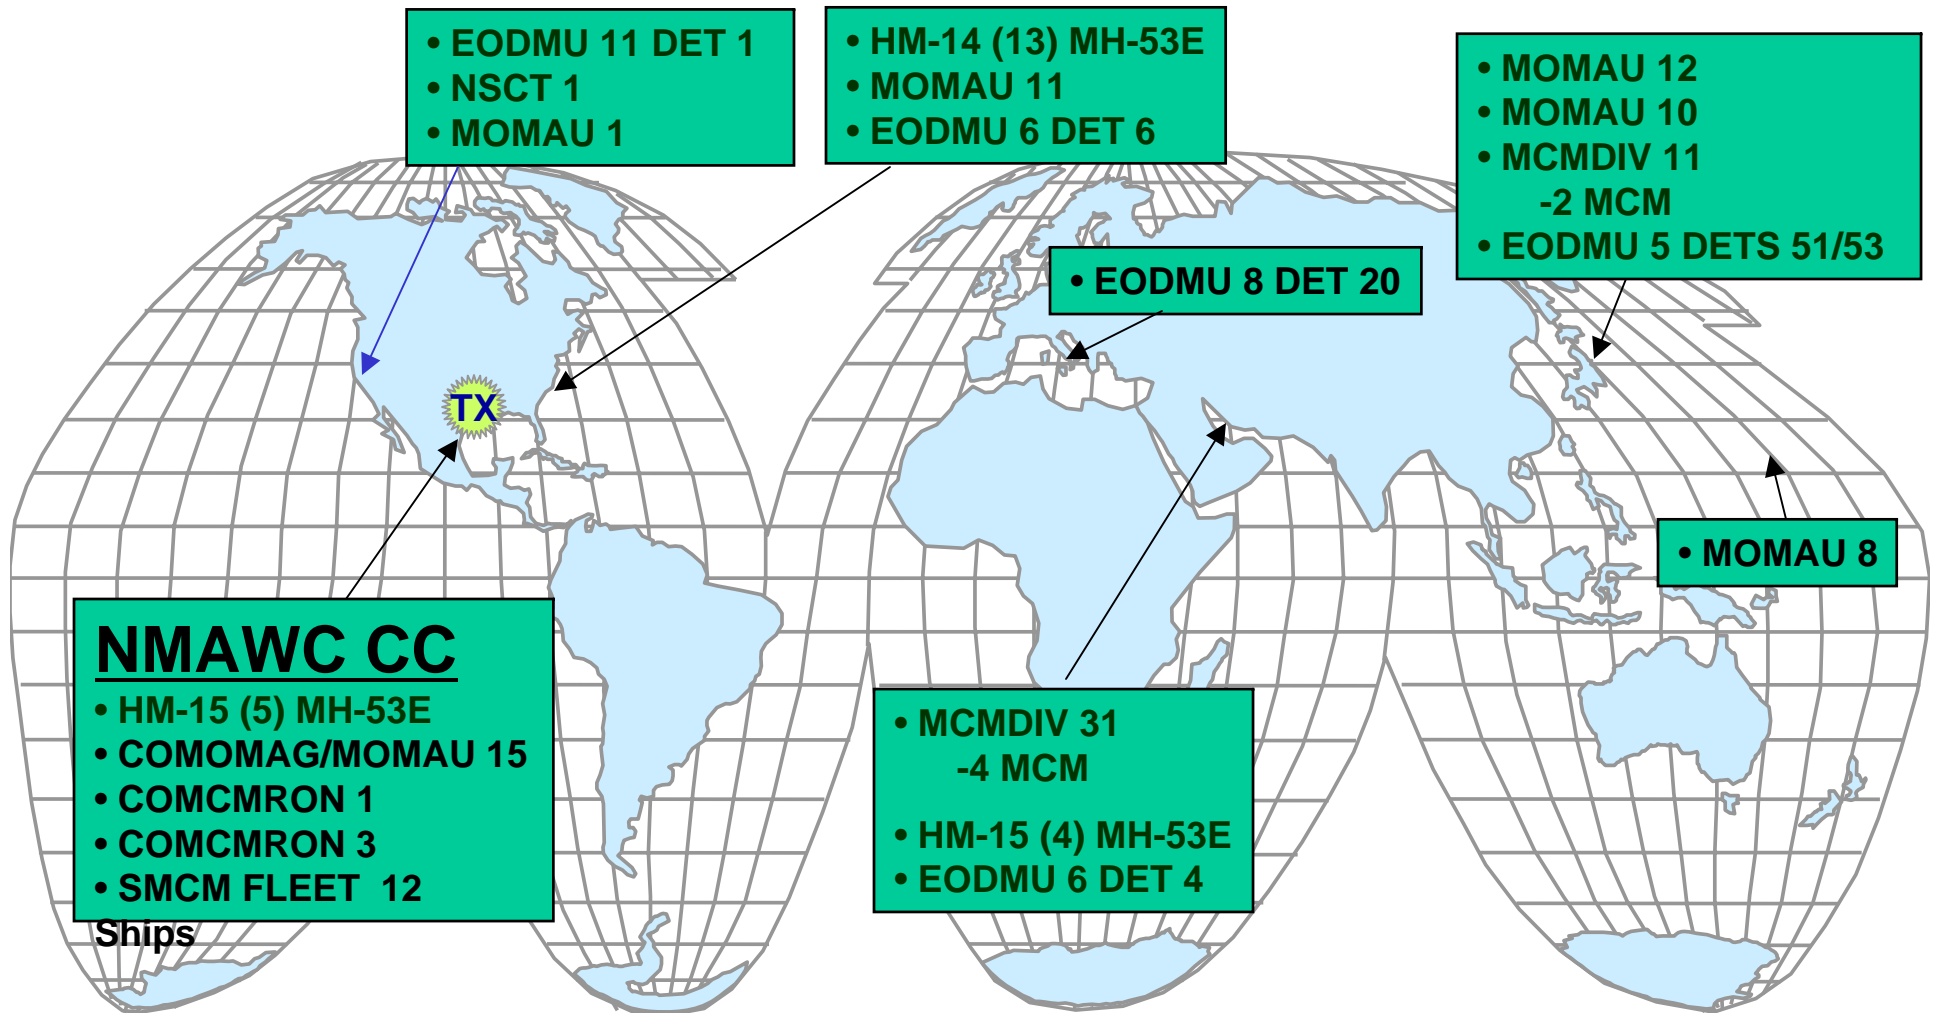 • EODMU 11 DET 1
• NSCT 1
• MOMAU 1
• HM-14 (13) MH-53E
• MOMAU 11
• EODMU 6 DET 6
• MOMAU 12
• MOMAU 10
• MCMDIV 11
-2 MCM
• EODMU 5 DETS 51/53
• EODMU 8 DET 20
TX
• MOMAU 8
NMAWC CC
• HM-15 (5) MH-53E
• COMOMAG/MOMAU 15
• COMCMRON 1
• COMCMRON 3
• SMCM FLEET 12
Ships
• MCMDIV 31
-4 MCM
• HM-15 (4) MH-53E
• EODMU 6 DET 4